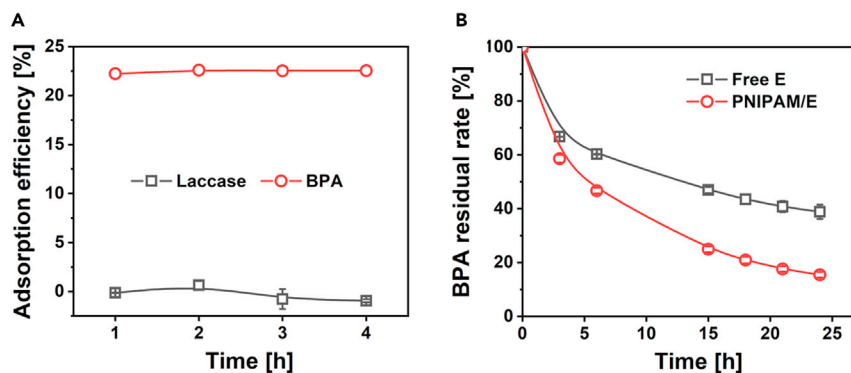 A
Adsorption efficiency [%]
25
20
15
10
5
0
Laccase
BPA
1
2
3
4
Time [h]
B
BPA residual rate [%]
100
80
60
40
20
0
Free E
PNIPAM/E
0
5
10
15
20
25
Time [h]